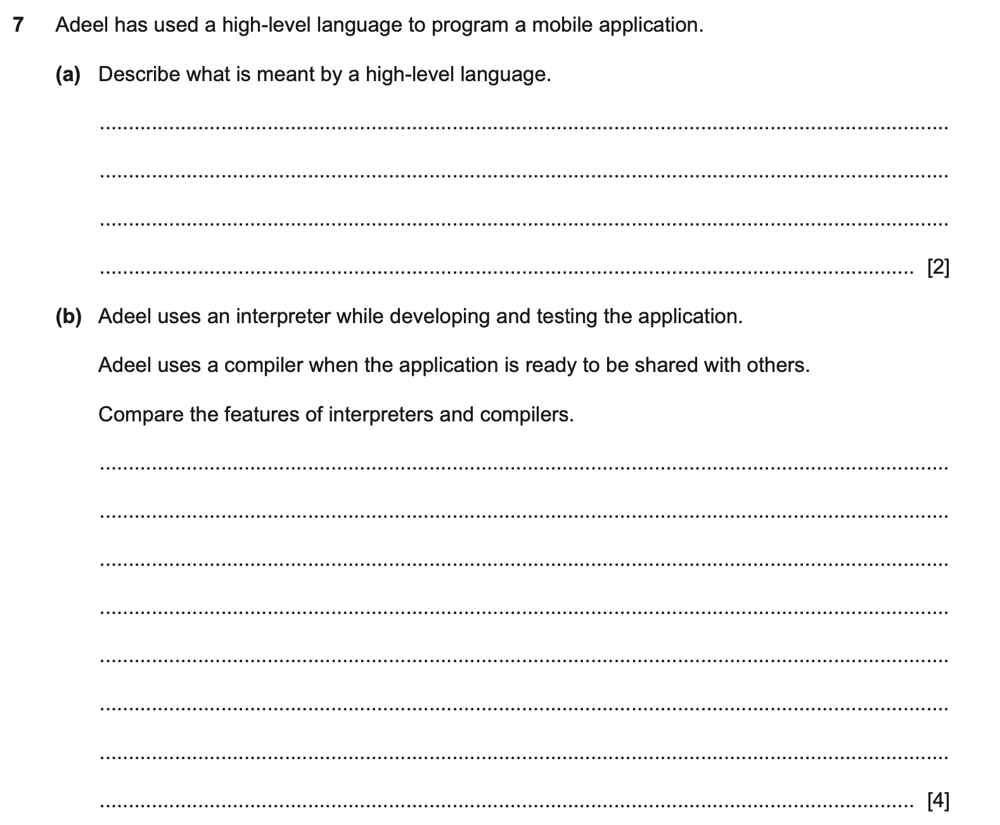 7 Adeel has used a high-level language to program a mobile application.
(a) Describe what is meant by a high-level language.
..........................................................................................................................................
..........................................................................................................................................
..........................................................................................................................................
.................................................................................................................................... [2]
(b) Adeel uses an interpreter while developing and testing the application.
Adeel uses a compiler when the application is ready to be shared with others.
Compare the features of interpreters and compilers.
..........................................................................................................................................
..........................................................................................................................................
..........................................................................................................................................
..........................................................................................................................................
..........................................................................................................................................
..........................................................................................................................................
..........................................................................................................................................
.................................................................................................................................... [4]